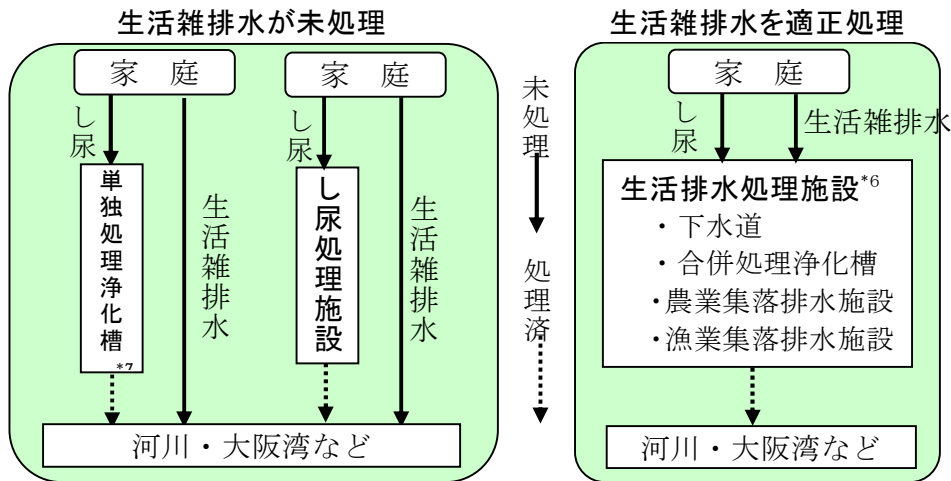 生活雑排水が未処理
家 庭
し尿
単独処理浄化槽*7
生活雑排水
家 庭
し尿
し尿処理施設
生活雑排水
河川・大阪湾など
未処理
処理済
生活雑排水を適正処理
家 庭
し尿
生活雑排水
生活排水処理施設*6
・下水道
・合併処理浄化槽
・農業集落排水施設
・漁業集落排水施設
河川・大阪湾など